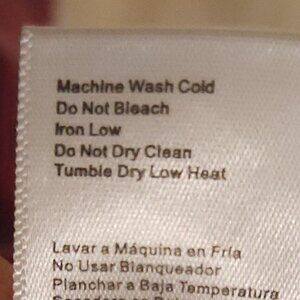 Machine Wash Cold
Do Not Bleach
Iron Low
Do Not Dry Clean
Tumble Dry Low Heat
Lavar a Máquina en Fría
No Usar Blanqueador
Planchar a Baja Temperatura